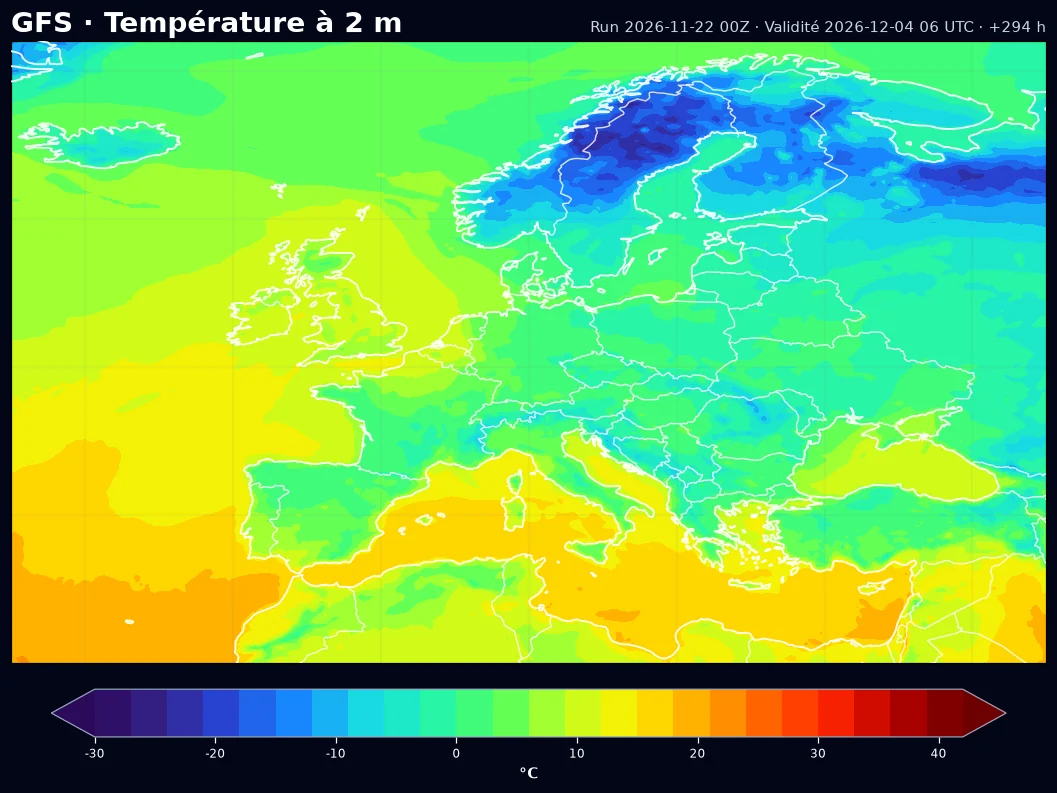 GFS · Température à 2 m
Run 2026-11-22 00Z · Validité 2026-12-04 06 UTC · +294 h
-30 -20 -10 0 10 20 30 40
°C